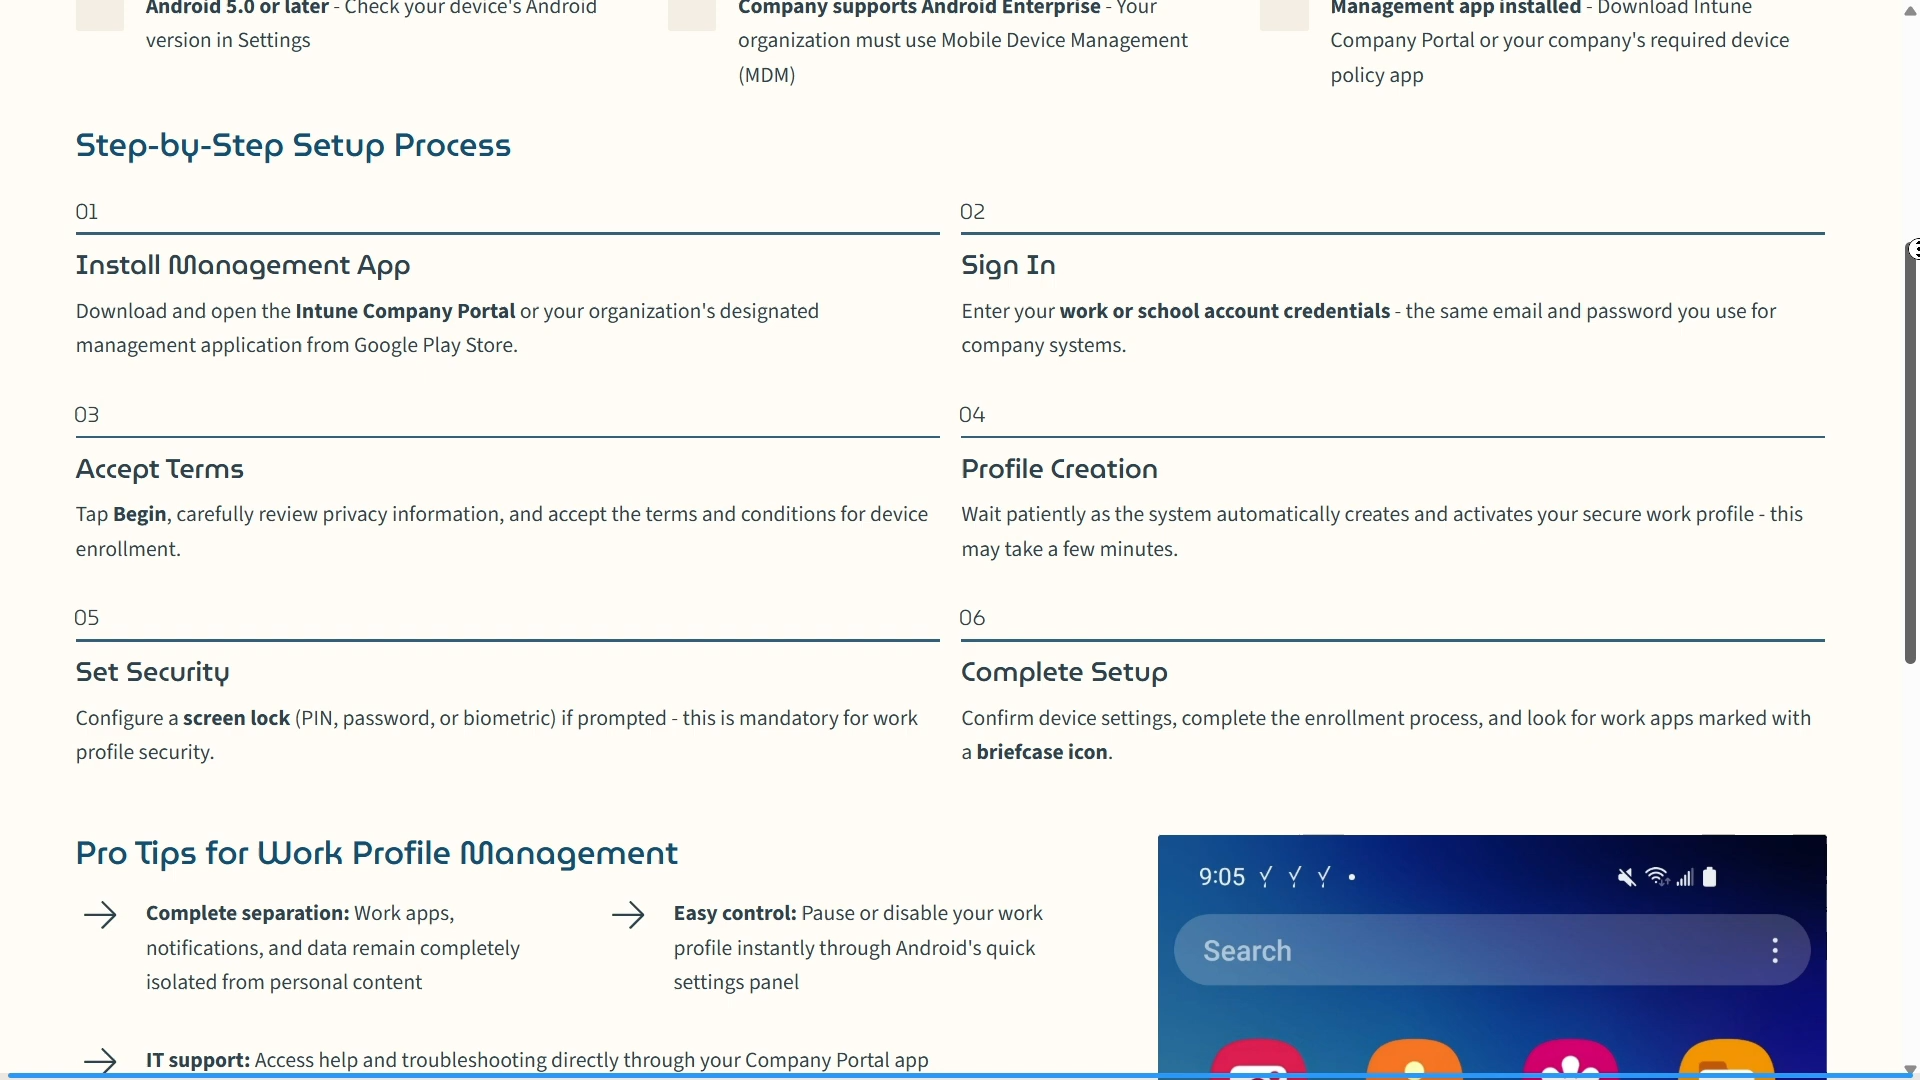 Android 5.0 or later - Check your device's Android
version in Settings
Company supports Android Enterprise - Your
organization must use Mobile Device Management
(MDM)
Management app installed - Download Intune
Company Portal or your company's required device
policy app
Step-by-Step Setup Process
01
Install Management App
Download and open the Intune Company Portal or your organization's designated
management application from Google Play Store.
02
Sign In
Enter your work or school account credentials - the same email and password you use for
company systems.
03
Accept Terms
Tap Begin, carefully review privacy information, and accept the terms and conditions for device
enrollment.
04
Profile Creation
Wait patiently as the system automatically creates and activates your secure work profile - this
may take a few minutes.
05
Set Security
Configure a screen lock (PIN, password, or biometric) if prompted - this is mandatory for work
profile security.
06
Complete Setup
Confirm device settings, complete the enrollment process, and look for work apps marked with
a briefcase icon.
Pro Tips for Work Profile Management
Complete separation: Work apps,
notifications, and data remain completely
isolated from personal content
Easy control: Pause or disable your work
profile instantly through Android's quick
settings panel
IT support: Access help and troubleshooting directly through your Company Portal app
9:05
Search